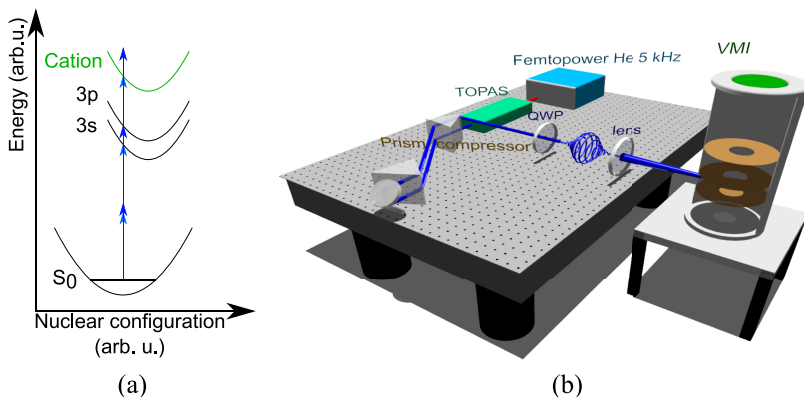 Energy (arb.u.)
Cation
3p
3s
S0
Nuclear configuration
(arb. u.)
(a)
VMI
Femtopower He 5 kHz
TOPAS
QWP
lens
Prism compressor
(b)